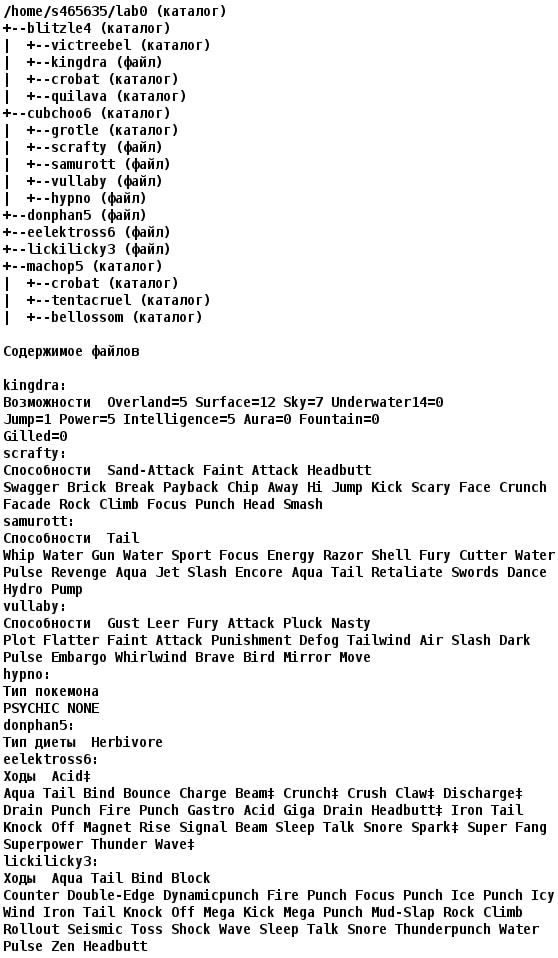 /home/s465635/lab0 (каталог)
+--blitzle4 (каталог)
|  +--victreebel (каталог)
|  +--kingdra (файл)
|  +--crobat (каталог)
|  +--quilava (каталог)
+--cubchoo6 (каталог)
|  +--grotle (каталог)
|  +--scrafty (файл)
|  +--samurott (файл)
|  +--vullaby (файл)
|  +--hypno (файл)
+--donphan5 (файл)
+--eelektross6 (файл)
+--lickilicky3 (файл)
+--machop5 (каталог)
|  +--crobat (каталог)
|  +--tentacruel (каталог)
|  +--bellossom (каталог)

Содержимое файлов

kingdra:
Возможности  Overland=5 Surface=12 Sky=7 Underwater14=0
Jump=1 Power=5 Intelligence=5 Aura=0 Fountain=0
Gilled=0
scrafty:
Способности  Sand-Attack Faint Attack Headbutt
Swagger Brick Break Payback Chip Away Hi Jump Kick Scary Face Crunch
Facade Rock Climb Focus Punch Head Smash
samurott:
Способности  Tail
Whip Water Gun Water Sport Focus Energy Razor Shell Fury Cutter Water
Pulse Revenge Aqua Jet Slash Encore Aqua Tail Retaliate Swords Dance
Hydro Pump
vullaby:
Способности  Gust Leer Fury Attack Pluck Nasty
Plot Flatter Faint Attack Punishment Defog Tailwind Air Slash Dark
Pulse Embargo Whirlwind Brave Bird Mirror Move
hypno:
Тип покемона
PSYCHIC NONE
donphan5:
Тип диеты  Herbivore
eelektross6:
Ходы  Acid‡
Aqua Tail Bind Bounce Charge Beam‡ Crunch‡ Crush Claw‡ Discharge‡
Drain Punch Fire Punch Gastro Acid Giga Drain Headbutt‡ Iron Tail
Knock Off Magnet Rise Signal Beam Sleep Talk Snore Spark‡ Super Fang
Superpower Thunder Wave‡
lickilicky3:
Ходы  Aqua Tail Bind Block
Counter Double-Edge Dynamicpunch Fire Punch Focus Punch Ice Punch Icy
Wind Iron Tail Knock Off Mega Kick Mega Punch Mud-Slap Rock Climb
Rollout Seismic Toss Shock Wave Sleep Talk Snore Thunderpunch Water
Pulse Zen Headbutt